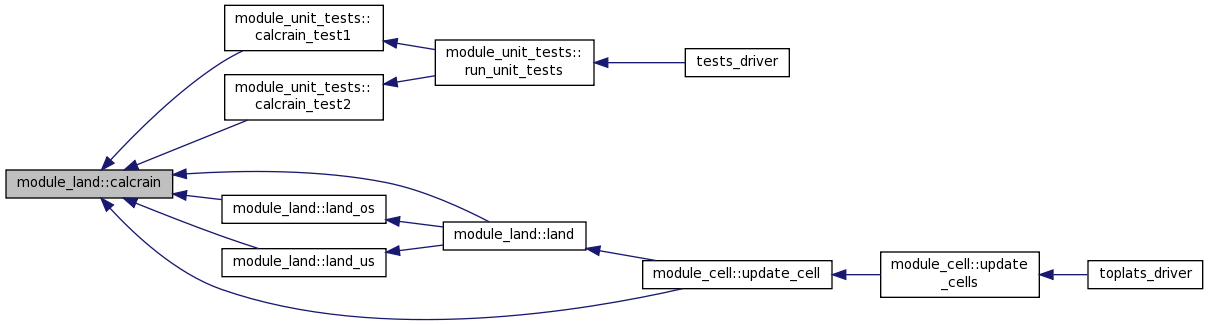 module_unit_tests::
calcrain_test1
module_unit_tests::
run_unit_tests
tests_driver
module_unit_tests::
calcrain_test2
module_land::calcrain
module_land::land_os
module_land::land
module_land::land_us
module_cell::update_cell
module_cell::update
_cells
toplats_driver